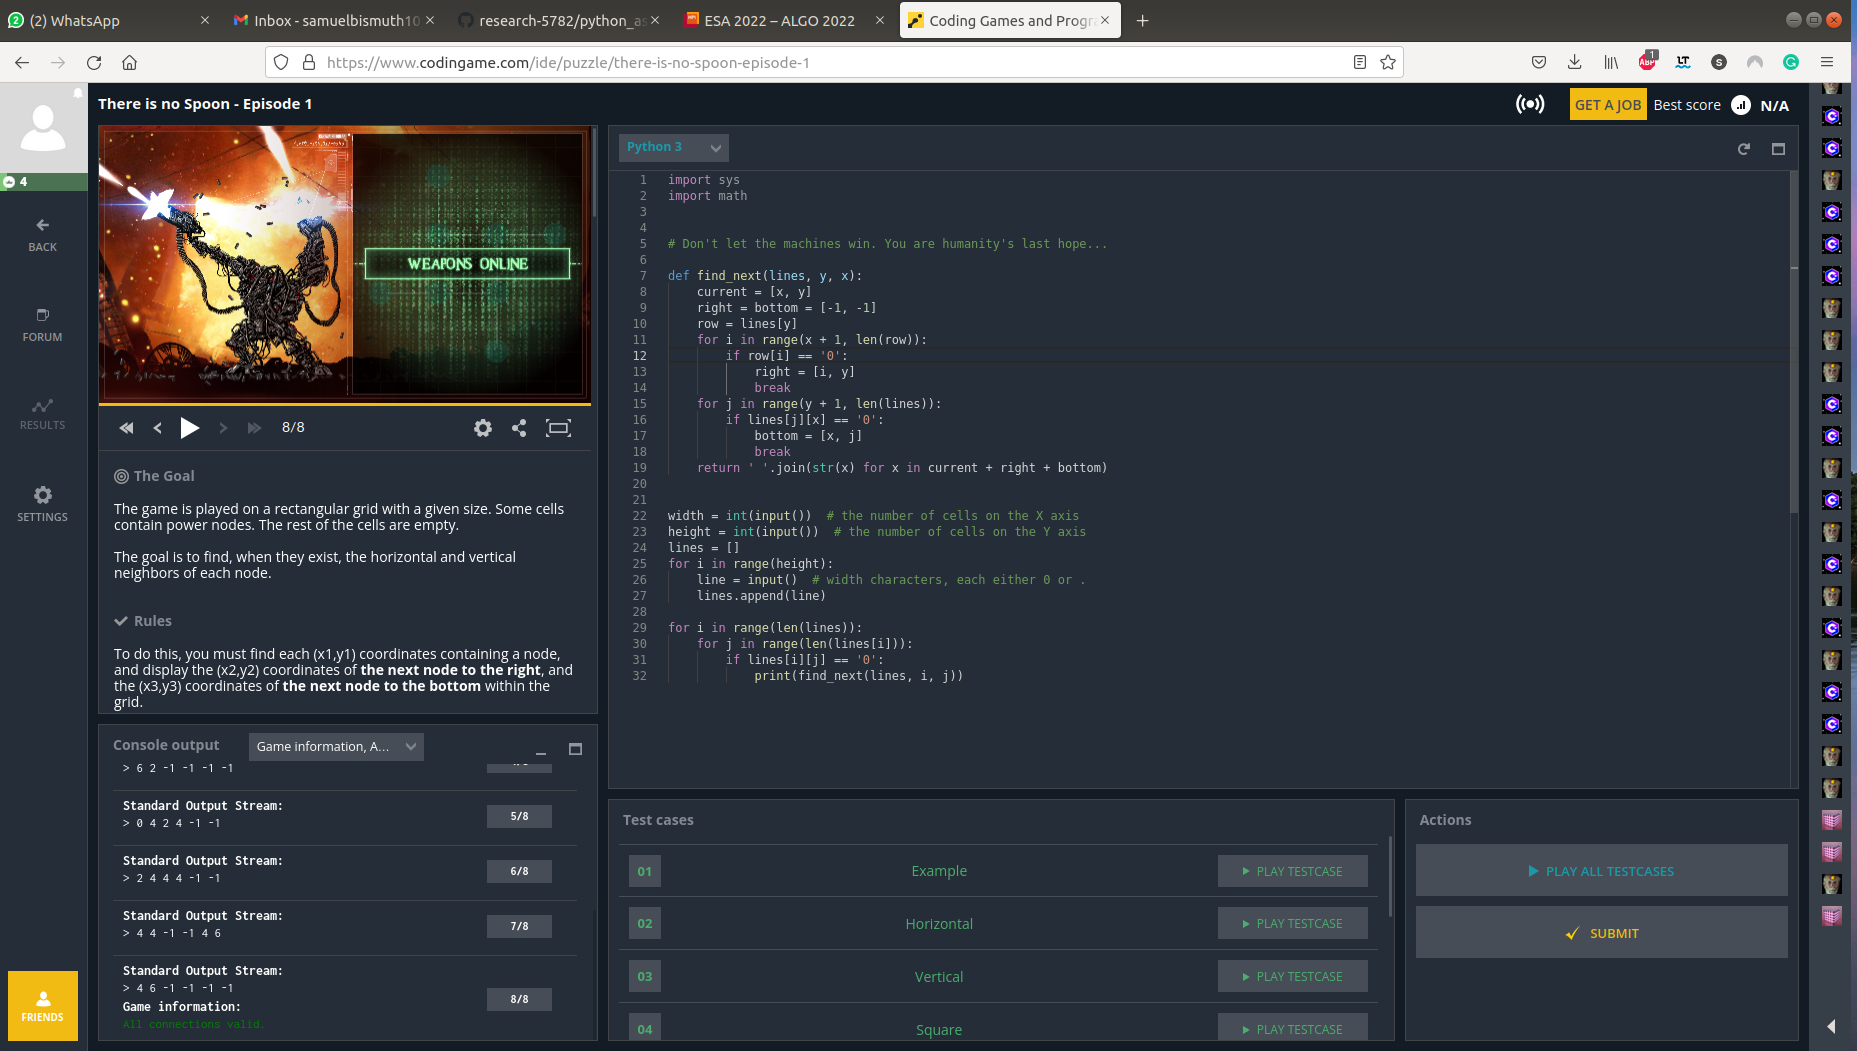 (2) WhatsApp
Inbox - samuelbismuth10
research-5782/python_as
ESA 2022 – ALGO 2022
Coding Games and Progr
https://www.codingame.com/ide/puzzle/there-is-no-spoon-episode-1
ABP
1
LT
S
G
4
BACK
FORUM
RESULTS
SETTINGS
FRIENDS
There is no Spoon - Episode 1
GET A JOB
Best score
N/A
WEAPONS ONLINE
8/8
The Goal
The game is played on a rectangular grid with a given size. Some cells
contain power nodes. The rest of the cells are empty.
The goal is to find, when they exist, the horizontal and vertical
neighbors of each node.
Rules
To do this, you must find each (x1,y1) coordinates containing a node,
and display the (x2,y2) coordinates of the next node to the right, and
the (x3,y3) coordinates of the next node to the bottom within the
grid.
Console output
Game information, A...
> 6 2 -1 -1 -1 -1
Standard Output Stream:
> 0 4 2 4 -1 -1
5/8
Standard Output Stream:
> 2 4 4 4 -1 -1
6/8
Standard Output Stream:
> 4 4 -1 -1 4 6
7/8
Standard Output Stream:
> 4 6 -1 -1 -1 -1
Game information:
All connections valid.
8/8
Python 3
1 import sys
2 import math
3
4
5 # Don't let the machines win. You are humanity's last hope...
6
7 def find_next(lines, y, x):
8 current = [x, y]
9 right = bottom = [-1, -1]
10 row = lines[y]
11 for i in range(x + 1, len(row)):
12 if row[i] == '0':
13 right = [i, y]
14 break
15 for j in range(y + 1, len(lines)):
16 if lines[j][x] == '0':
17 bottom = [x, j]
18 break
19 return ' '.join(str(x) for x in current + right + bottom)
20
21
22 width = int(input())  # the number of cells on the X axis
23 height = int(input())  # the number of cells on the Y axis
24 lines = []
25 for i in range(height):
26 line = input()  # width characters, each either 0 or .
27 lines.append(line)
28
29 for i in range(len(lines)):
30 for j in range(len(lines[i])):
31 if lines[i][j] == '0':
32 print(find_next(lines, i, j))
Test cases
01 Example PLAY TESTCASE
02 Horizontal PLAY TESTCASE
03 Vertical PLAY TESTCASE
04 Square PLAY TESTCASE
Actions
PLAY ALL TESTCASES
SUBMIT